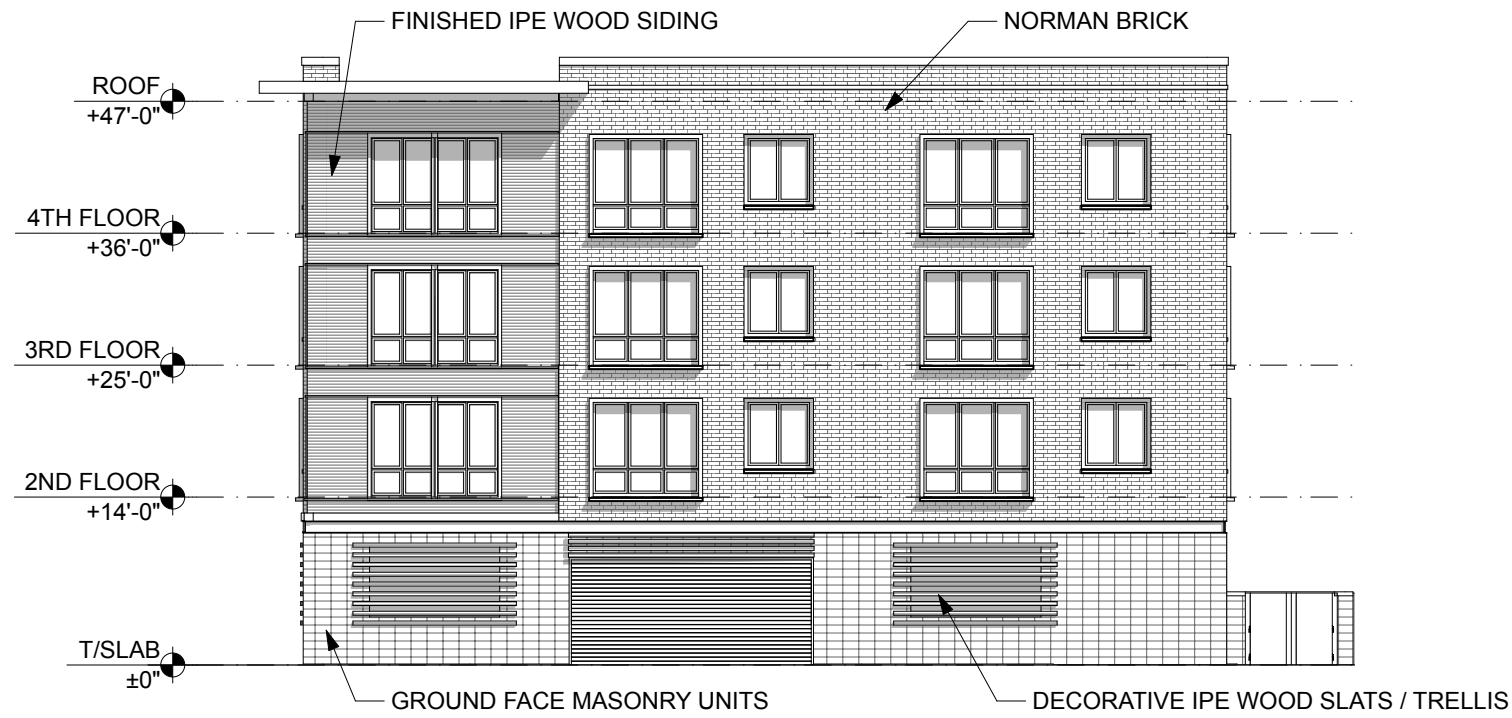 FINISHED IPE WOOD SIDING
NORMAN BRICK
ROOF
+47'-0"
4TH FLOOR
+36'-0"
3RD FLOOR
+25'-0"
2ND FLOOR
+14'-0"
T/SLAB
±0"
GROUND FACE MASONRY UNITS
DECORATIVE IPE WOOD SLATS / TRELLIS